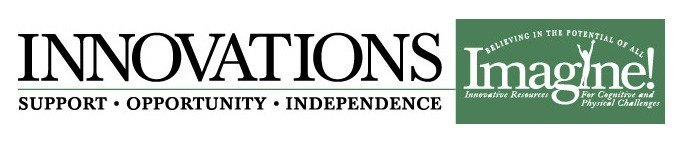 INNOVATIONS
SUPPORT • OPPORTUNITY • INDEPENDENCE
BELIEVING IN THE POTENTIAL OF ALL
Imagine!
Innovative Resources For Cognitive and
Physical Challenges